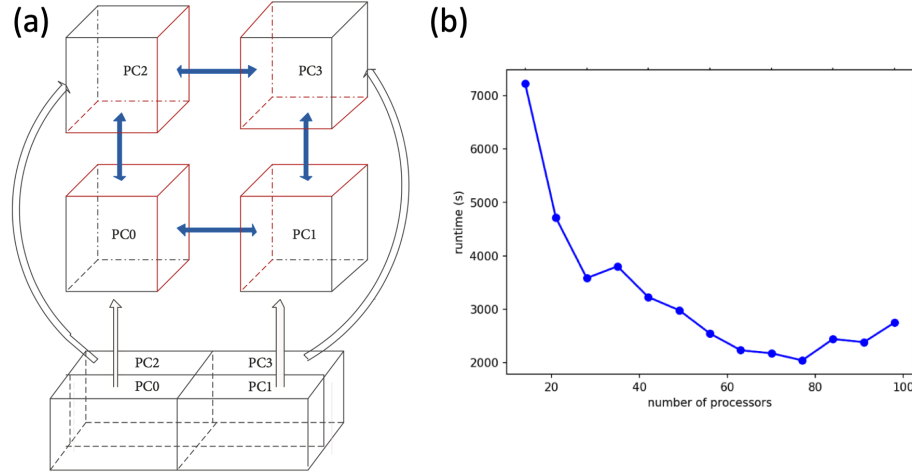 (a)
PC2
PC3
PC0
PC1
PC2
PC3
PC0
PC1
(b)
7000
6000
5000
4000
3000
2000
runtime (s)
20
40
60
80
100
number of processors